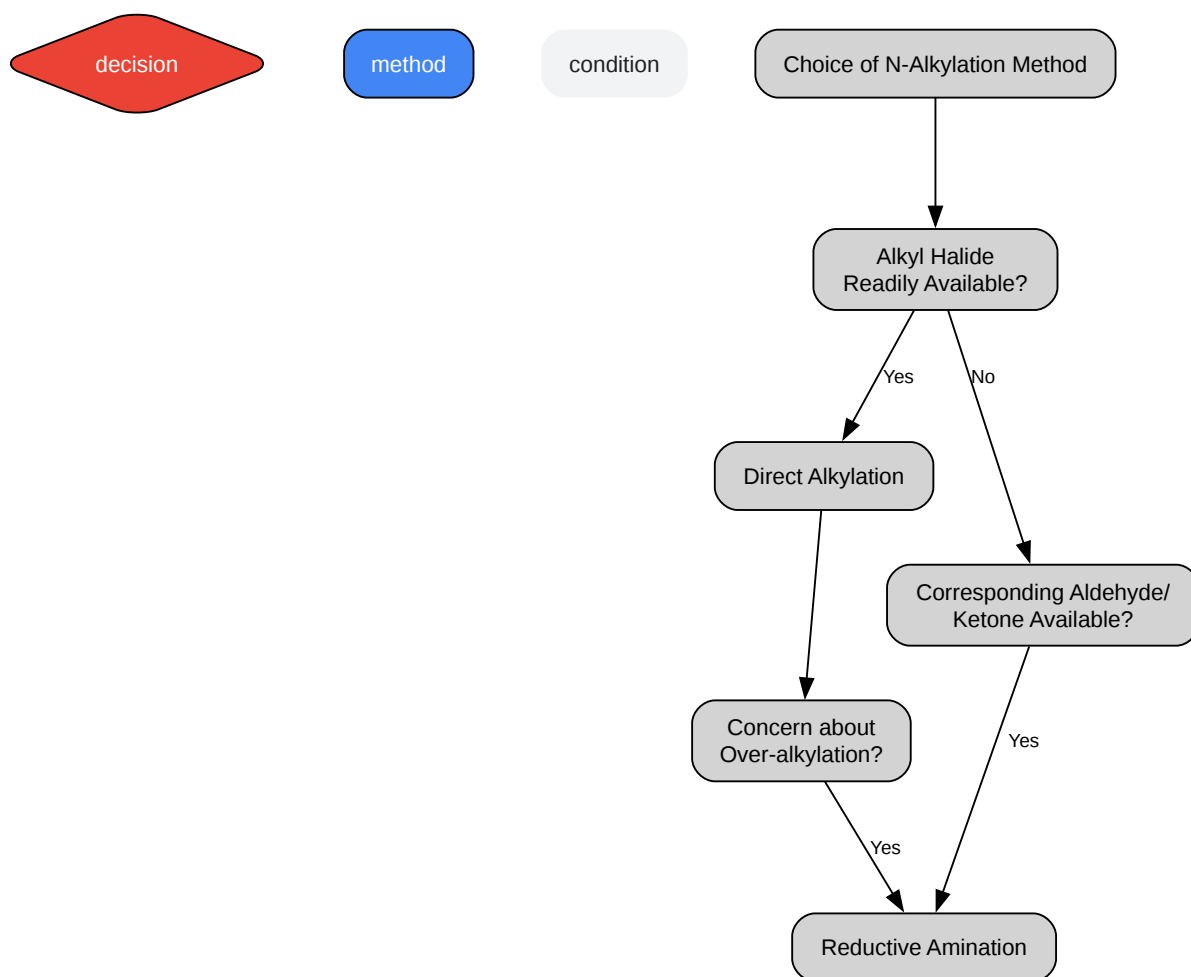 decision
method
condition
Choice of N-Alkylation Method
Alkyl Halide
Readily Available?
Yes
No
Direct Alkylation
Corresponding Aldehyde/
Ketone Available?
Concern about
Over-alkylation?
Yes
Yes
Reductive Amination